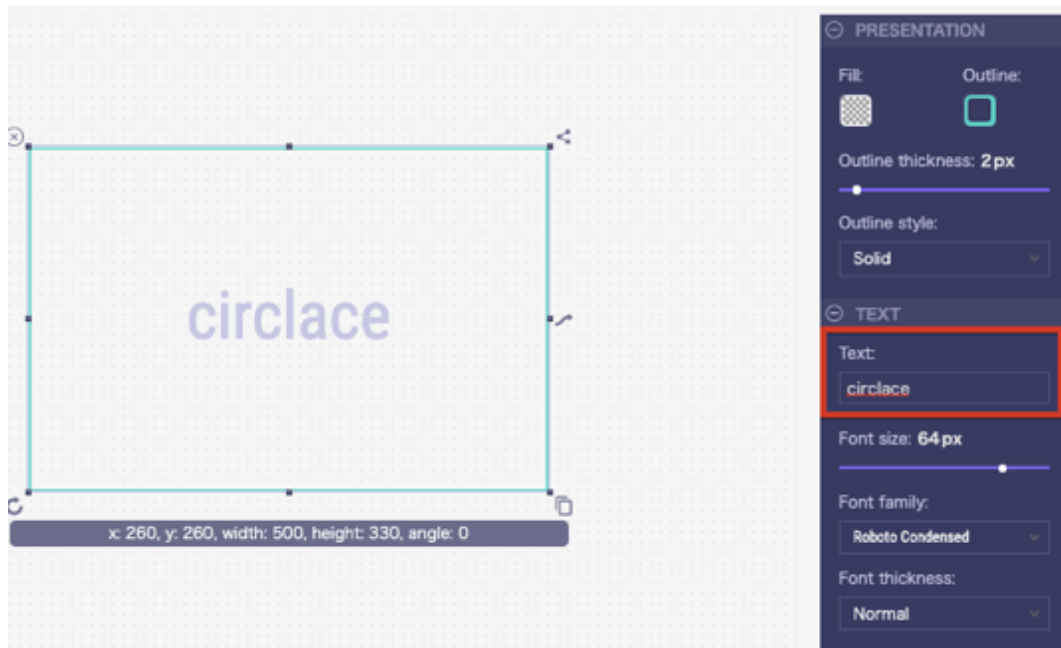 circlace
x: 260, y: 260, width: 500, height: 330, angle: 0
PRESENTATION
Fill:
Outline:
Outline thickness: 2px
Outline style:
Solid
TEXT
Text:
circlace
Font size: 64px
Font family:
Roboto Condensed
Font thickness:
Normal